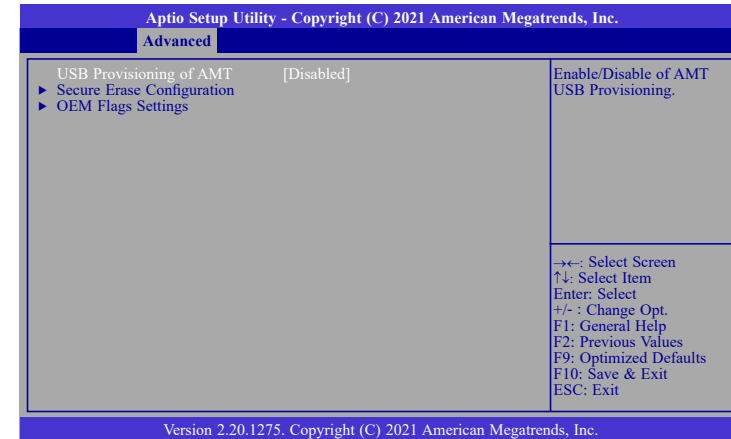 Aptio Setup Utility - Copyright (C) 2021 American Megatrends, Inc.
Advanced
USB Provisioning of AMT [Disabled]
► Secure Erase Configuration
► OEM Flags Settings
Enable/Disable of AMT
USB Provisioning.
→←: Select Screen
↑↓: Select Item
Enter: Select
+/- : Change Opt.
F1: General Help
F2: Previous Values
F9: Optimized Defaults
F10: Save & Exit
ESC: Exit
Version 2.20.1275. Copyright (C) 2021 American Megatrends, Inc.